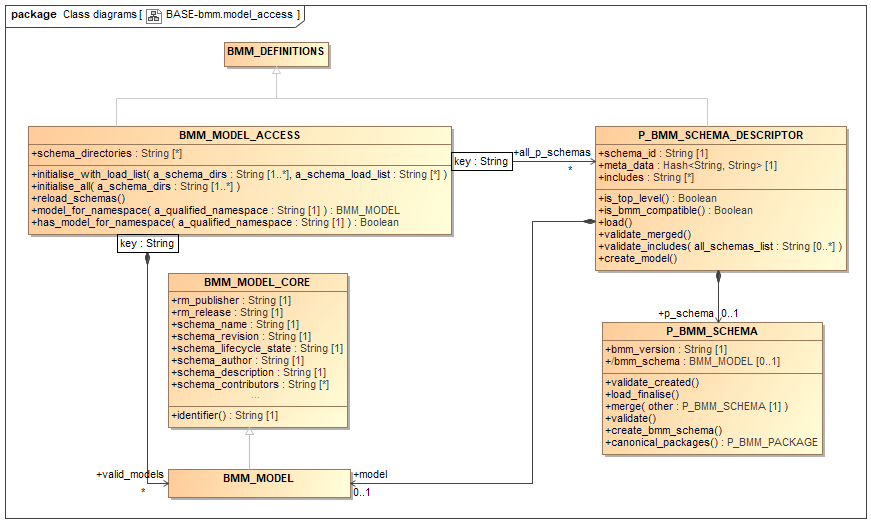 package Class diagrams [ BASE-bmm.model_access ]
BMM_DEFINITIONS
BMM_MODEL_ACCESS
+schema_directories : String [*]
+initialise_with_load_list( a_schema_dirs : String [1..*], a_schema_load_list : String [*] )
+initialise_all( a_schema_dirs : String [1..*] )
+reload_schemas()
+model_for_namespace( a_qualified_namespace : String [1] ) : BMM_MODEL
+has_model_for_namespace( a_qualified_namespace : String [1] ) : Boolean
key : String
+all_p_schemas
*
P_BMM_SCHEMA_DESCRIPTOR
+schema_id : String [1]
+meta_data : Hash<String, String> [1]
+includes : String [*]
+is_top_level() : Boolean
+is_bmm_compatible() : Boolean
+load()
+validate_merged()
+validate_includes( all_schemas_list : String [0..*] )
+create_model()
key : String
BMM_MODEL_CORE
+rm_publisher : String [1]
+rm_release : String [1]
+schema_name : String [1]
+schema_revision : String [1]
+schema_lifecycle_state : String [1]
+schema_author : String [1]
+schema_description : String [1]
+schema_contributors : String [*]
...
+identifier() : String [1]
+p_schema 0..1
P_BMM_SCHEMA
+bmm_version : String [1]
+/bmm_schema : BMM_MODEL [0..1]
+validate_created()
+load_finalise()
+merge( other : P_BMM_SCHEMA [1] )
+validate()
+create_bmm_schema()
+canonical_packages() : P_BMM_PACKAGE
+valid_models
*
BMM_MODEL
+model
0..1